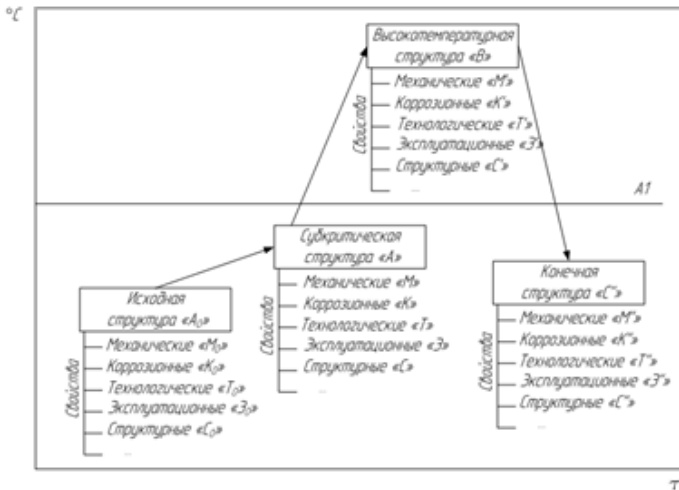 °C
Высокотемпературная
структура «В»
Механические «М'»
Коррозионные «К'»
Технологические «Т'»
Эксплуатационные «Э'»
Структурные «С'»
...
Свойства
А1
Субкритическая
структура «А»
Механические «М»
Коррозионные «К»
Технологические «Т»
Эксплуатационные «Э»
Структурные «С»
...
Свойства
Исходная
структура «А₀»
Механические «М₀»
Коррозионные «К₀»
Технологические «Т₀»
Эксплуатационные «Э₀»
Структурные «С₀»
...
Свойства
Конечная
структура «С"»
Механические «М"»
Коррозионные «К"»
Технологические «Т"»
Эксплуатационные «Э"»
Структурные «С"»
...
Свойства
τ